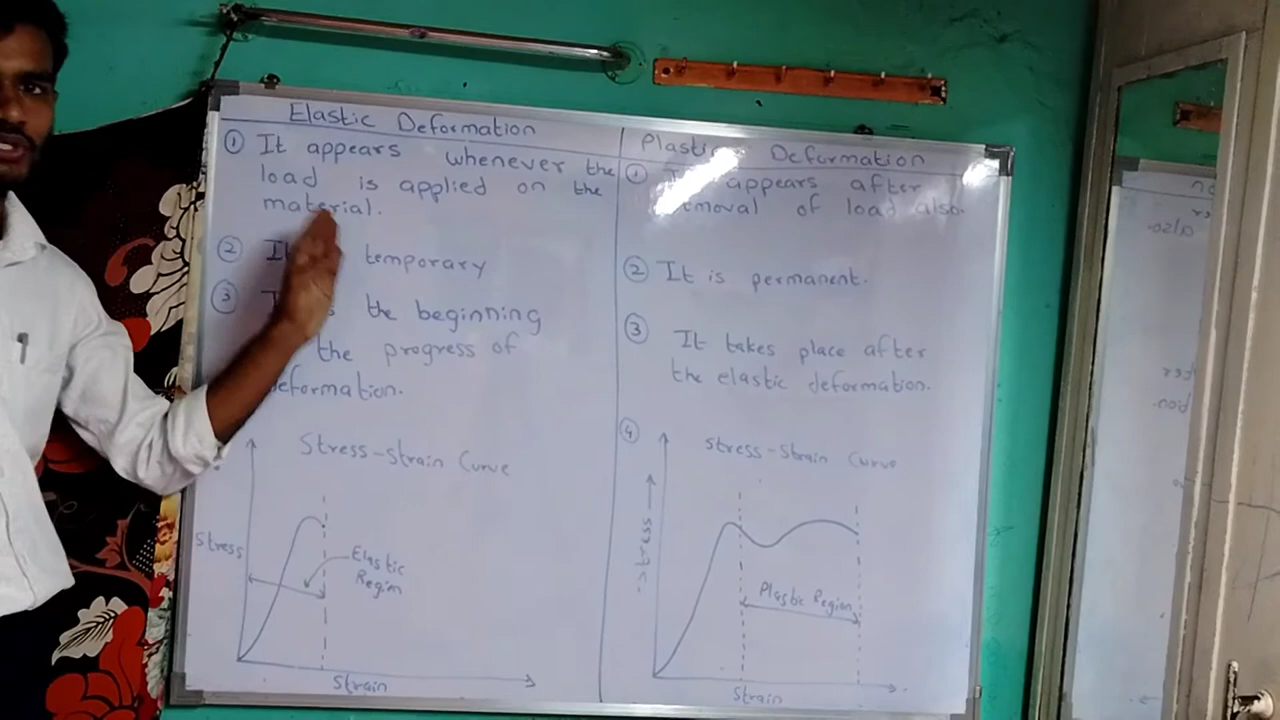 Elastic Deformation
① It appears whenever the
load is applied on the
material.
② It temporary
③ the beginning
the progress of
deformation.
Stress-Strain Curve
Stress
Elastic
Region
Strain
Plastic Deformation
① appears after
removal of load also.
② It is permanent.
③ It takes place after
the elastic deformation.
④
Stress-Strain Curve
Stress
Plastic Region
Strain